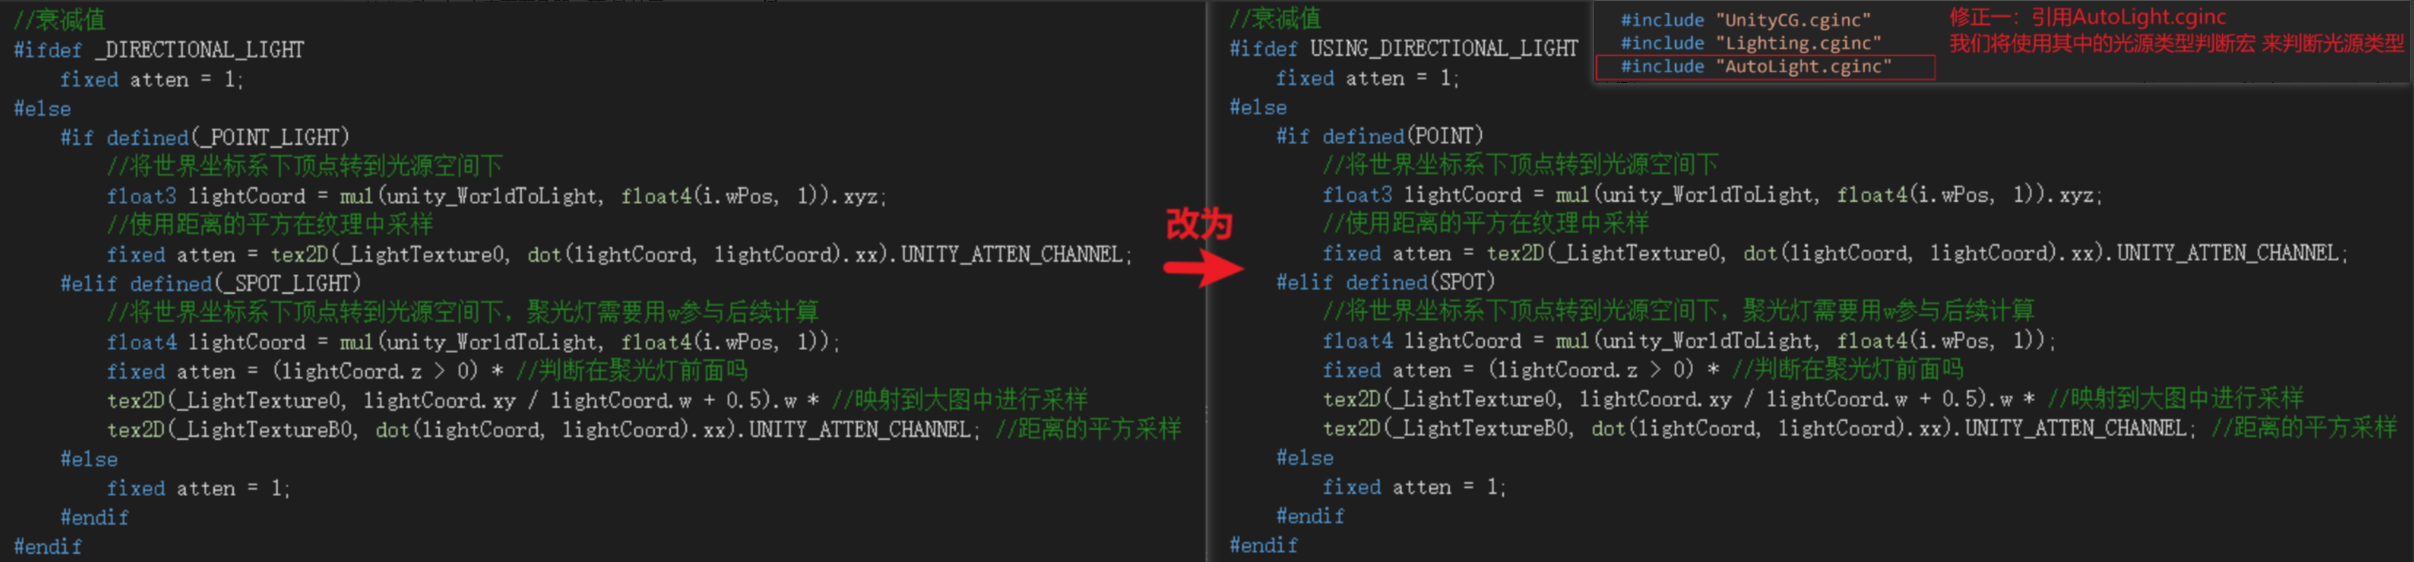 //衰减值
#ifdef _DIRECTIONAL_LIGHT
fixed atten = 1;
#else
#if defined(_POINT_LIGHT)
//将世界坐标系下顶点转到光源空间下
float3 lightCoord = mul(unity_WorldToLight, float4(i.wPos, 1)).xyz;
//使用距离的平方在纹理中采样
fixed atten = tex2D(_LightTexture0, dot(lightCoord, lightCoord).xx).UNITY_ATTEN_CHANNEL;
#elif defined(_SPOT_LIGHT)
//将世界坐标系下顶点转到光源空间下，聚光灯需要用w参与后续计算
float4 lightCoord = mul(unity_WorldToLight, float4(i.wPos, 1));
fixed atten = (lightCoord.z > 0) * //判断在聚光灯前面吗
tex2D(_LightTexture0, lightCoord.xy / lightCoord.w + 0.5).w * //映射到大图中进行采样
tex2D(_LightTextureB0, dot(lightCoord, lightCoord).xx).UNITY_ATTEN_CHANNEL; //距离的平方采样
#else
fixed atten = 1;
#endif
#endif
改为
//衰减值
#ifdef USING_DIRECTIONAL_LIGHT
fixed atten = 1;
#else
#if defined(POINT)
//将世界坐标系下顶点转到光源空间下
float3 lightCoord = mul(unity_WorldToLight, float4(i.wPos, 1)).xyz;
//使用距离的平方在纹理中采样
fixed atten = tex2D(_LightTexture0, dot(lightCoord, lightCoord).xx).UNITY_ATTEN_CHANNEL;
#elif defined(SPOT)
//将世界坐标系下顶点转到光源空间下，聚光灯需要用w参与后续计算
float4 lightCoord = mul(unity_WorldToLight, float4(i.wPos, 1));
fixed atten = (lightCoord.z > 0) * //判断在聚光灯前面吗
tex2D(_LightTexture0, lightCoord.xy / lightCoord.w + 0.5).w * //映射到大图中进行采样
tex2D(_LightTextureB0, dot(lightCoord, lightCoord).xx).UNITY_ATTEN_CHANNEL; //距离的平方采样
#else
fixed atten = 1;
#endif
#endif
#include "UnityCG.cginc"
#include "Lighting.cginc"
#include "AutoLight.cginc"
修正一：引用AutoLight.cginc
我们将使用其中的光源类型判断宏 来判断光源类型